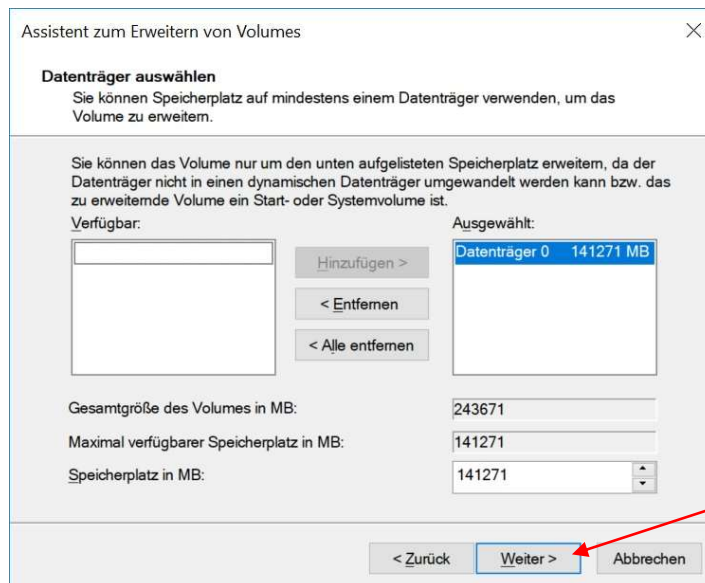 Assistent zum Erweitern von Volumes
Datenträger auswählen
Sie können Speicherplatz auf mindestens einem Datenträger verwenden, um das
Volume zu erweitern.
Sie können das Volume nur um den unten aufgelisteten Speicherplatz erweitern, da der
Datenträger nicht in einen dynamischen Datenträger umgewandelt werden kann bzw. das
zu erweiternde Volume ein Start- oder Systemvolume ist.
Verfügbar:
Ausgewählt:
Datenträger 0 141271 MB
Hinzufügen >
< Entfernen
< Alle entfernen
Gesamtgröße des Volumes in MB: 243671
Maximal verfügbarer Speicherplatz in MB: 141271
Speicherplatz in MB: 141271
< Zurück
Weiter >
Abbrechen